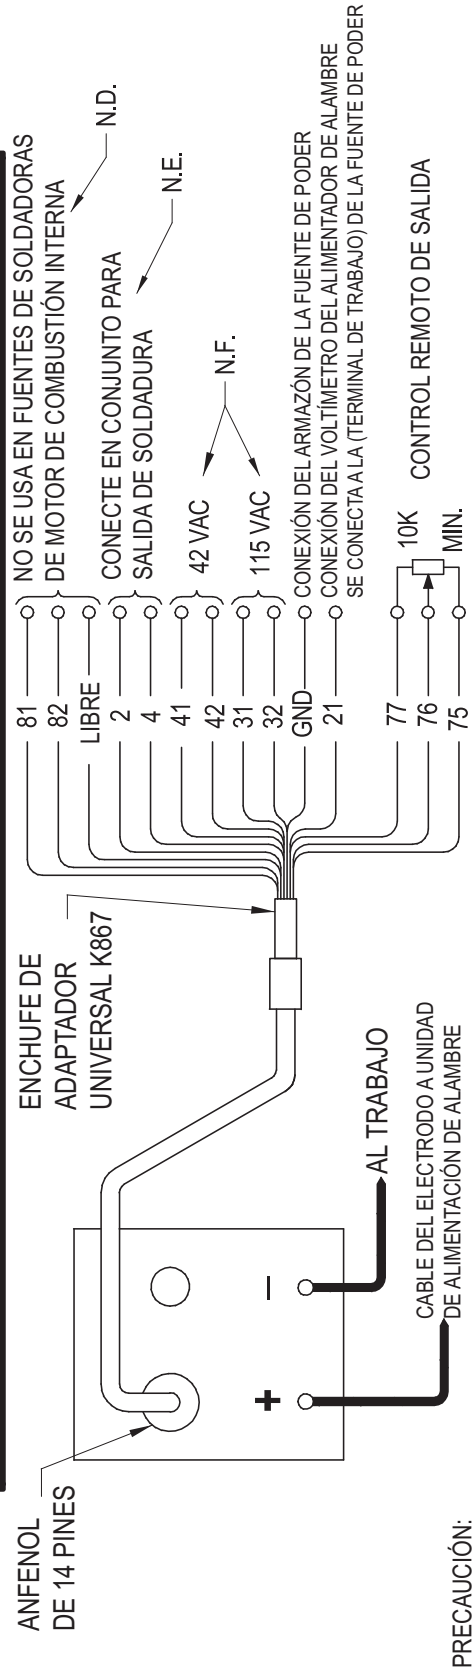 ANFENOL
DE 14 PINES
ENCHUFE DE
ADAPTADOR
UNIVERSAL K867
+
–
AL TRABAJO
CABLE DEL ELECTRODO A UNIDAD
DE ALIMENTACIÓN DE ALAMBRE
81
82
LIBRE
2
4
41
42
31
32
GND
21
77
76
75
NO SE USA EN FUENTES DE SOLDADORAS
DE MOTOR DE COMBUSTIÓN INTERNA
N.D.
CONECTE EN CONJUNTO PARA
SALIDA DE SOLDADURA
N.E.
42 VAC
115 VAC
N.F.
CONEXIÓN DEL ARMAZÓN DE LA FUENTE DE PODER
CONEXIÓN DEL VOLTÍMETRO DEL ALIMENTADOR DE ALAMBRE
SE CONECTA A LA (TERMINAL DE TRABAJO) DE LA FUENTE DE PODER
10K
MIN.
CONTROL REMOTO DE SALIDA
PRECAUCIÓN: